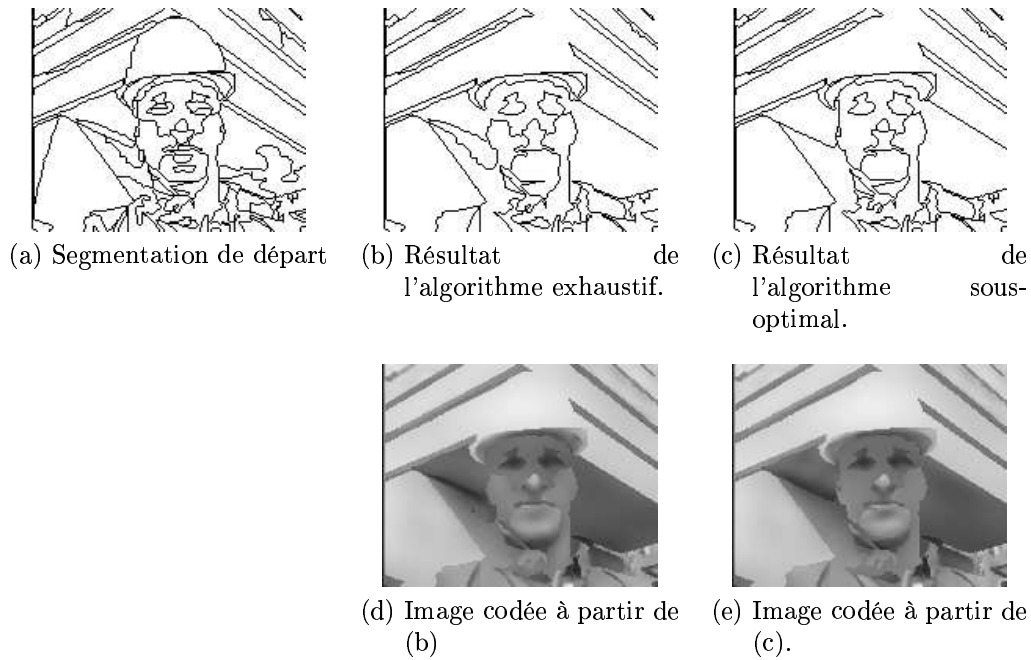 (a) Segmentation de départ
(b) Résultat de
l'algorithme exhaustif.
(c) Résultat de
l'algorithme sous-
optimal.
(d) Image codée à partir de
(b)
(e) Image codée à partir de
(c).